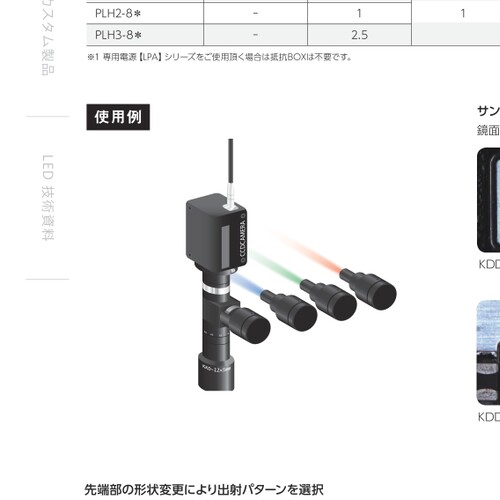 カスタム製品
LED 技術資料
PLH2-8＊ － 1 1
PLH3-8＊ － 2.5
※1 専用電源【LPA】シリーズをご使用頂く場合は抵抗BOXは不要です。
使用例
CCDCAMERA
サン
鏡面
KDD
KDD
先端部の形状変更により出射パターンを選択